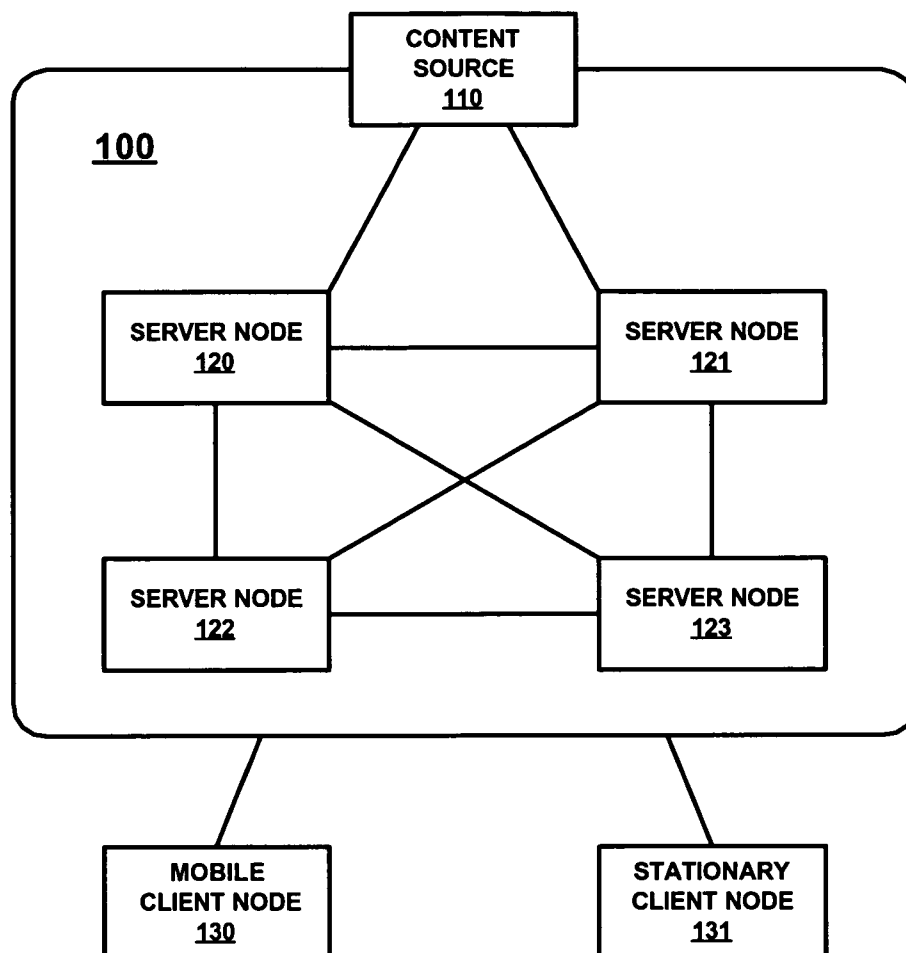 CONTENT
SOURCE
110
100
SERVER NODE
120
SERVER NODE
121
SERVER NODE
122
SERVER NODE
123
MOBILE
CLIENT NODE
130
STATIONARY
CLIENT NODE
131